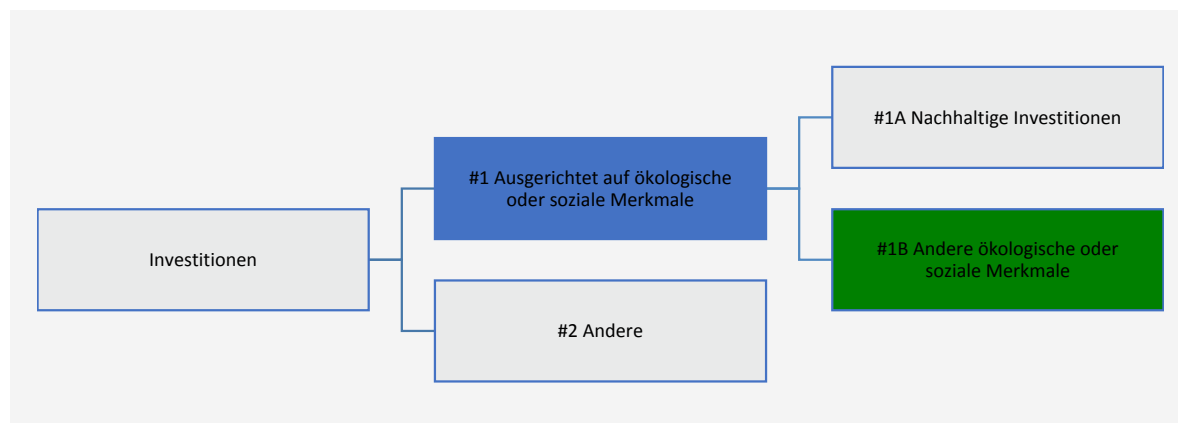 Investitionen
#1 Ausgerichtet auf ökologische
oder soziale Merkmale
#2 Andere
#1A Nachhaltige Investitionen
#1B Andere ökologische oder
soziale Merkmale